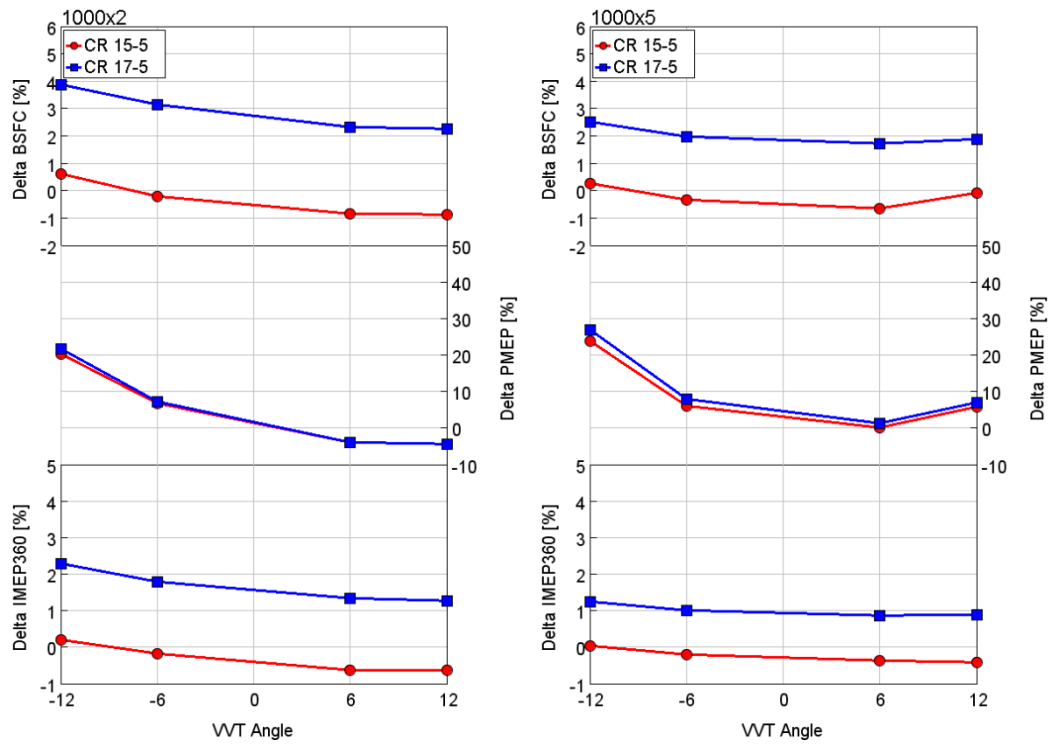 1000x2
6
5
4
3
2
1
0
-1
-2
Delta BSFC [%]
CR 15-5
CR 17-5
50
40
30
20
10
0
-10
Delta PMEP [%]
5
4
3
2
1
0
-1
Delta IMEP360 [%]
-12 -6 0 6 12
VVT Angle
1000x5
6
5
4
3
2
1
0
-1
-2
Delta BSFC [%]
CR 15-5
CR 17-5
50
40
30
20
10
0
-10
Delta PMEP [%]
5
4
3
2
1
0
-1
Delta IMEP360 [%]
-12 -6 0 6 12
VVT Angle